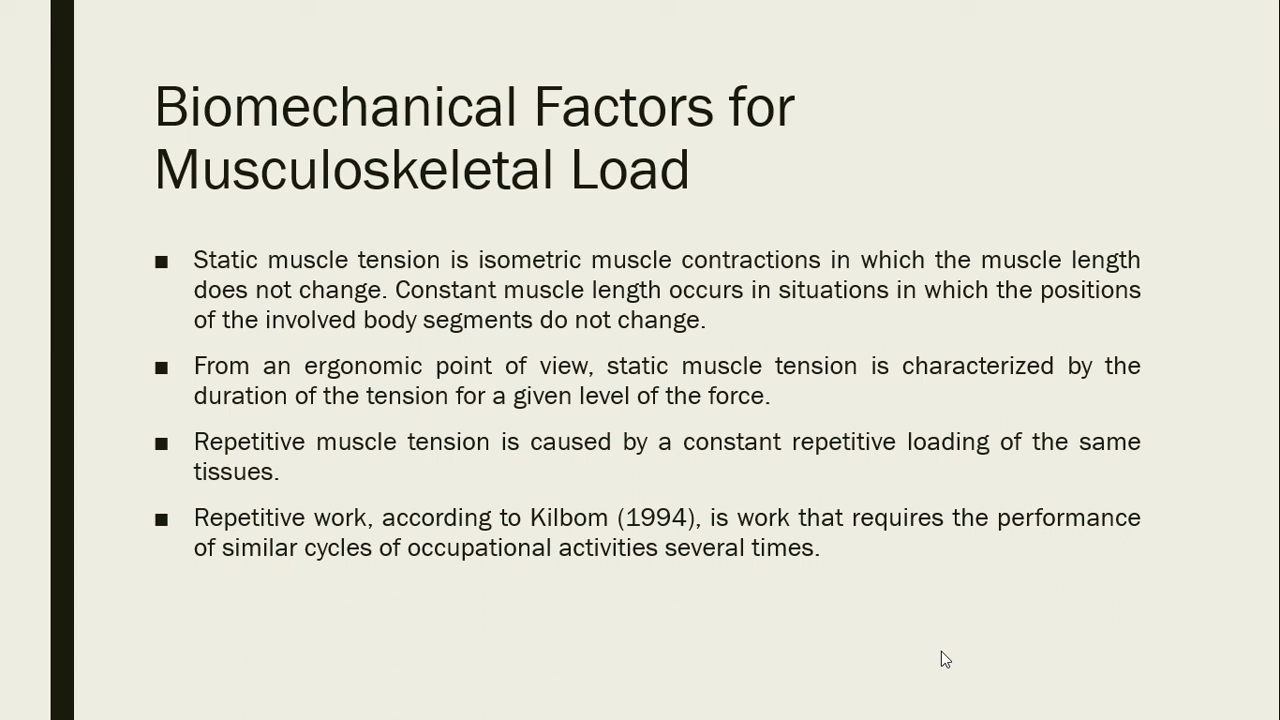 Biomechanical Factors for
Musculoskeletal Load
■ Static muscle tension is isometric muscle contractions in which the muscle length
does not change. Constant muscle length occurs in situations in which the positions
of the involved body segments do not change.
■ From an ergonomic point of view, static muscle tension is characterized by the
duration of the tension for a given level of the force.
■ Repetitive muscle tension is caused by a constant repetitive loading of the same
tissues.
■ Repetitive work, according to Kilbom (1994), is work that requires the performance
of similar cycles of occupational activities several times.